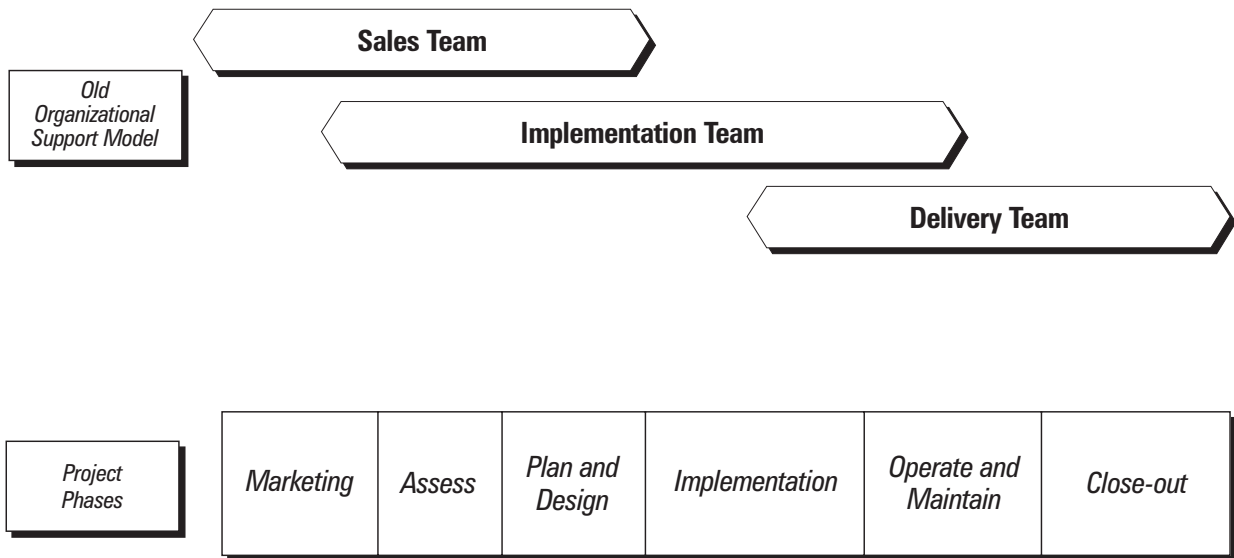 Sales Team
Old
Organizational
Support Model
Implementation Team
Delivery Team
Project
Phases
Marketing
Assess
Plan and
Design
Implementation
Operate and
Maintain
Close-out